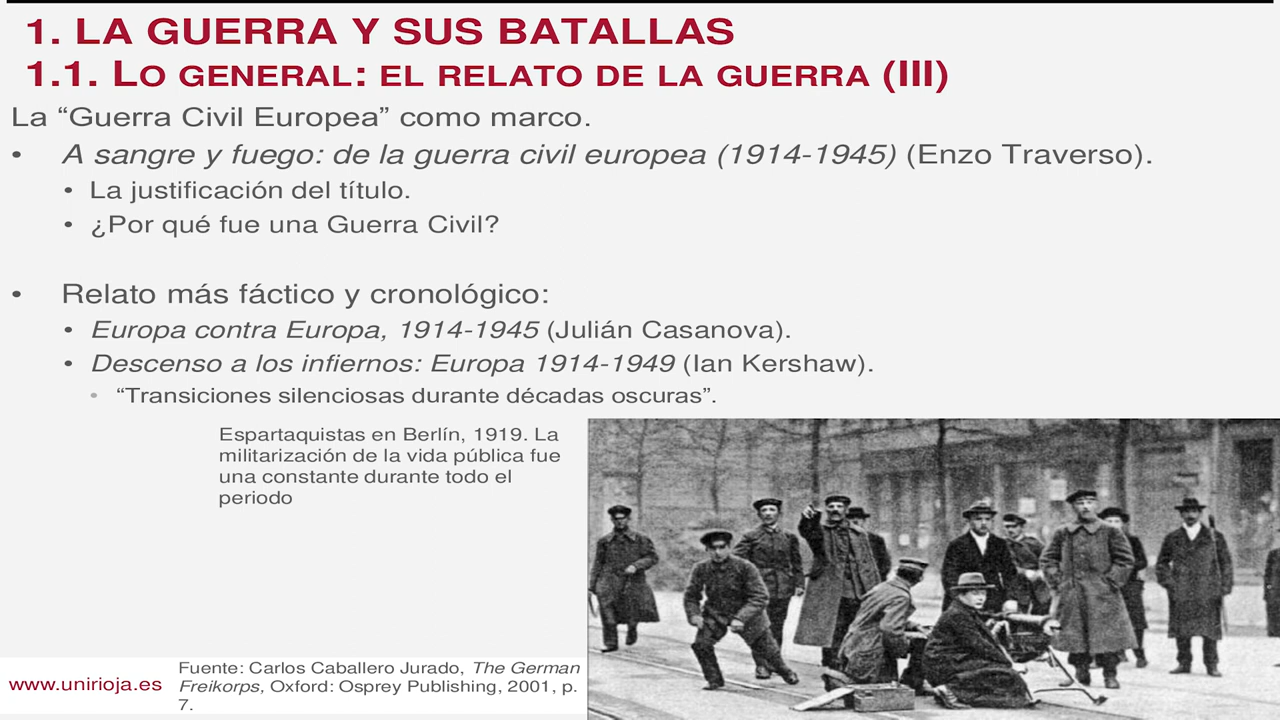 1. LA GUERRA Y SUS BATALLAS
1.1. LO GENERAL: EL RELATO DE LA GUERRA (III)
La “Guerra Civil Europea” como marco.
• A sangre y fuego: de la guerra civil europea (1914-1945) (Enzo Traverso).
• La justificación del título.
• ¿Por qué fue una Guerra Civil?
• Relato más fáctico y cronológico:
• Europa contra Europa, 1914-1945 (Julián Casanova).
• Descenso a los infiernos: Europa 1914-1949 (Ian Kershaw).
• “Transiciones silenciosas durante décadas oscuras”.
Espartaquistas en Berlín, 1919. La
militarización de la vida pública fue
una constante durante todo el
periodo
Fuente: Carlos Caballero Jurado, The German
Freikorps, Oxford: Osprey Publishing, 2001, p.
7.
www.unirioja.es